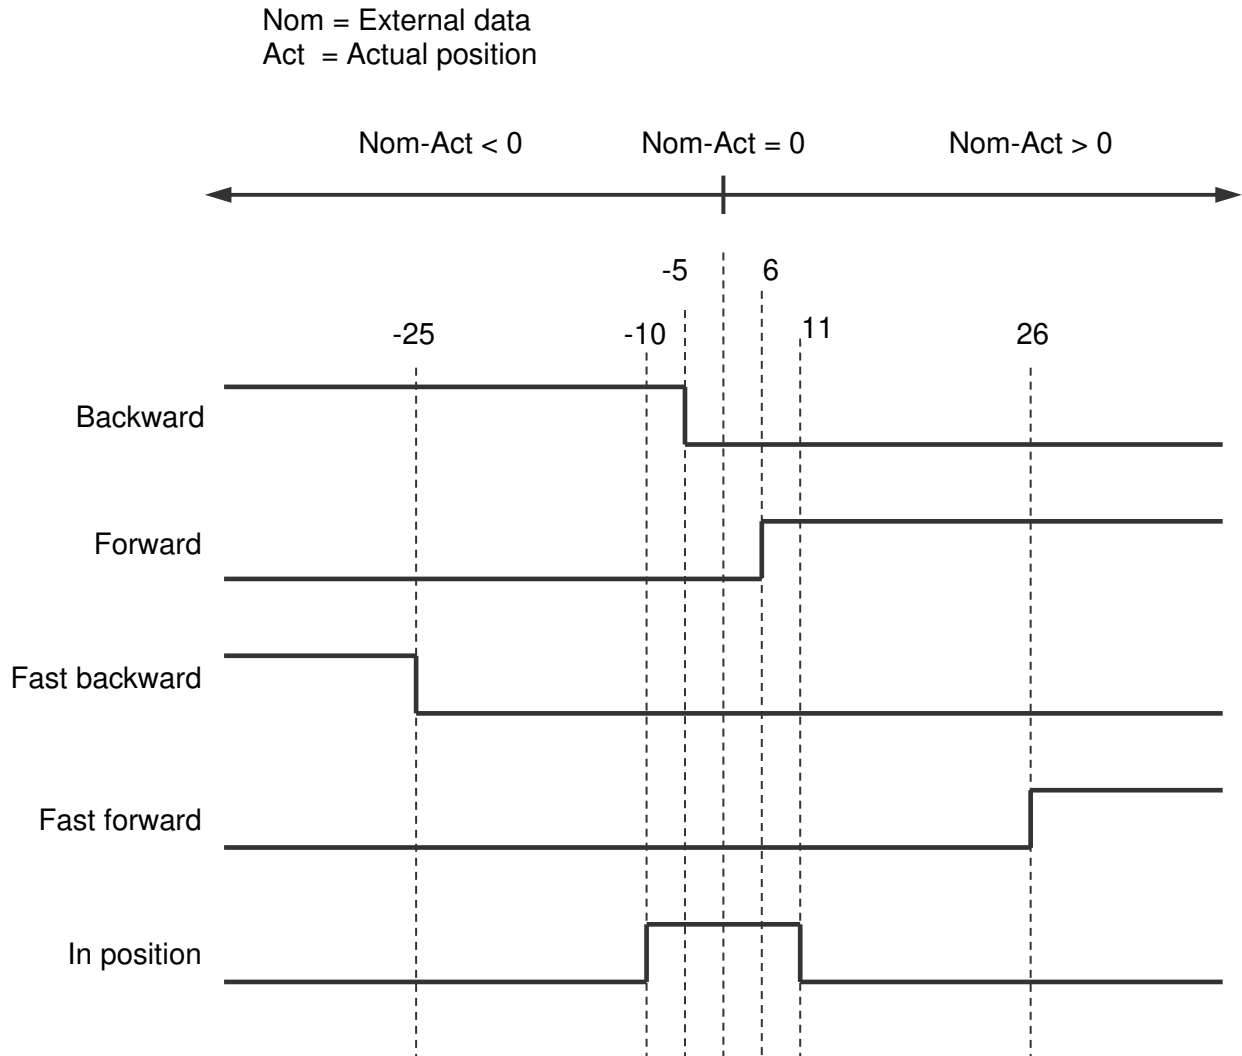 Nom = External data
Act = Actual position
Nom-Act < 0 Nom-Act = 0 Nom-Act > 0
-5 6
-25 -10 11 26
Backward
Forward
Fast backward
Fast forward
In position